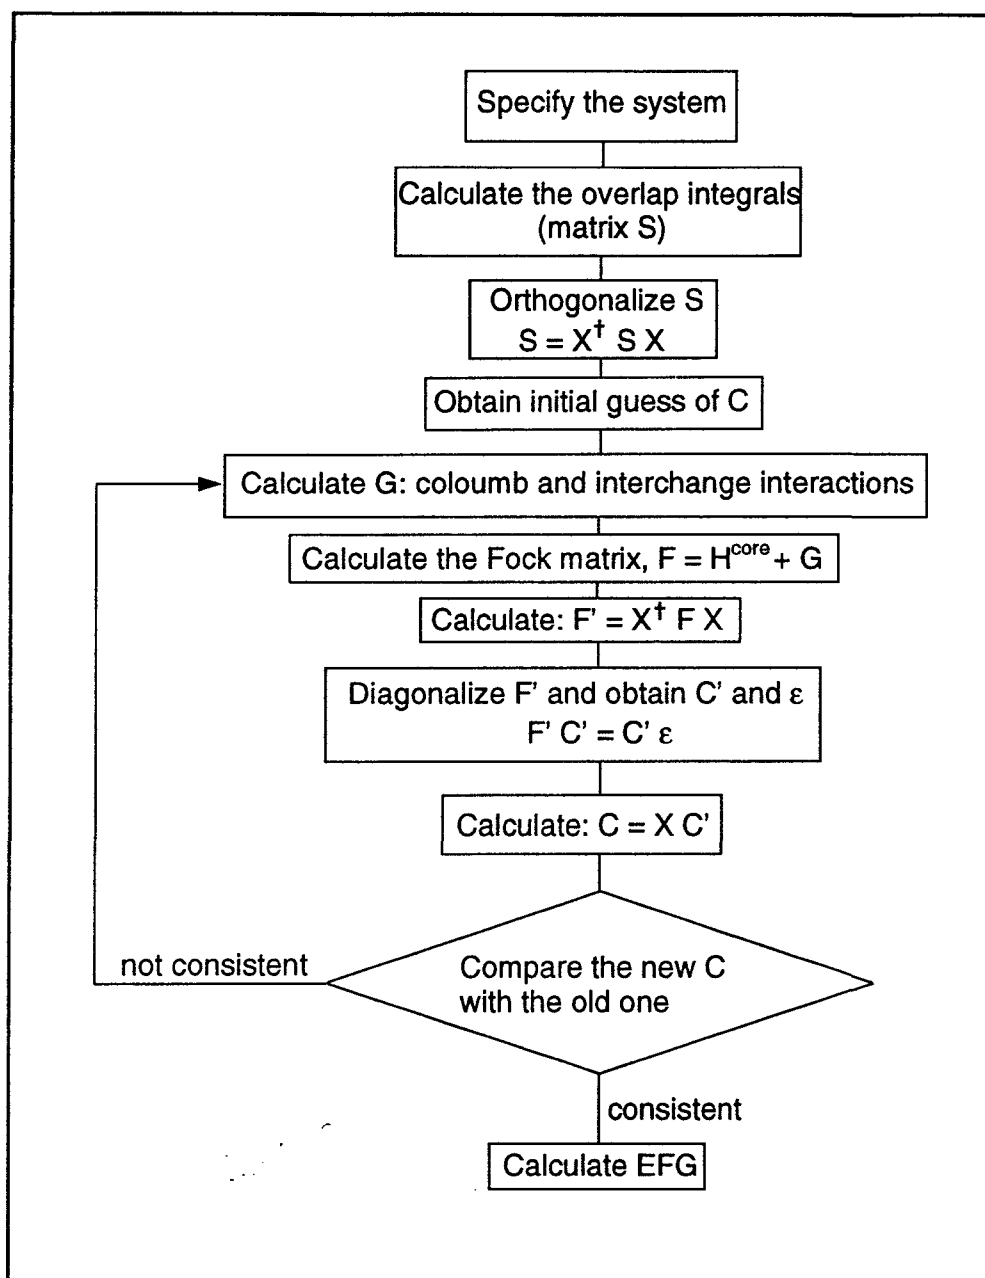 Specify the system
Calculate the overlap integrals
(matrix S)
Orthogonalize S
S = X† S X
Obtain initial guess of C
Calculate G: coloumb and interchange interactions
Calculate the Fock matrix, F = H^core + G
Calculate: F' = X† F X
Diagonalize F' and obtain C' and ε
F' C' = C' ε
Calculate: C = X C'
not consistent
Compare the new C
with the old one
consistent
Calculate EFG